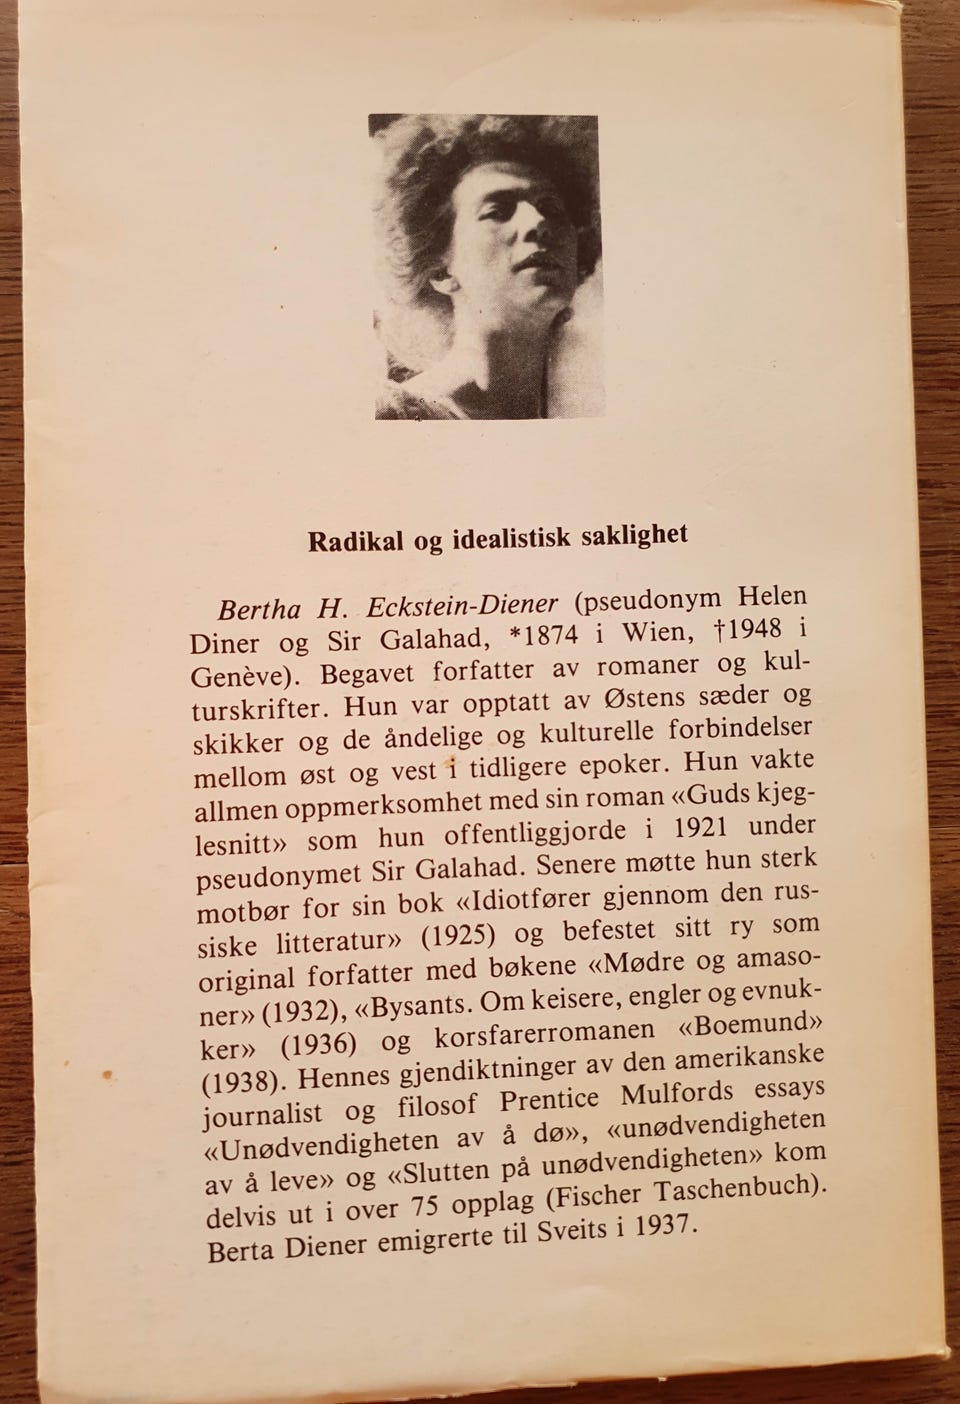 Radikal og idealistisk saklighet
Bertha H. Eckstein-Diener (pseudonym Helen
Diner og Sir Galahad, *1874 i Wien, †1948 i
Genève). Begavet forfatter av romaner og kul-
turskrifter. Hun var opptatt av Østens sæder og
skikker og de åndelige og kulturelle forbindelser
mellom øst og vest i tidligere epoker. Hun vakte
allmen oppmerksomhet med sin roman «Guds kjeg-
lesnitt» som hun offentliggjorde i 1921 under
pseudonymet Sir Galahad. Senere møtte hun sterk
motbør for sin bok «Idiotfører gjennom den rus-
siske litteratur» (1925) og befestet sitt ry som
original forfatter med bøkene «Mødre og amaso-
ner» (1932), «Bysants. Om keisere, engler og evnuk-
ker» (1936) og korsfarerromanen «Boemund»
(1938). Hennes gjendiktninger av den amerikanske
journalist og filosof Prentice Mulfords essays
«Unødvendigheten av å dø», «unødvendigheten
av å leve» og «Slutten på unødvendigheten» kom
delvis ut i over 75 opplag (Fischer Taschenbuch).
Berta Diener emigrerte til Sveits i 1937.